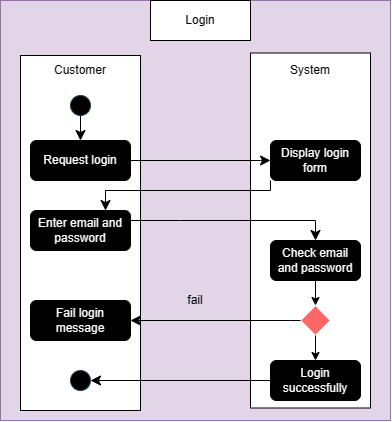 Login
Customer
System
Request login
Display login
form
Enter email and
password
Check email
and password
fail
Fail login
message
Login
successfully